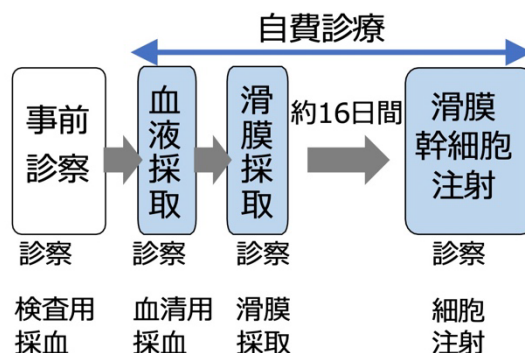 自費診療
事前
診察
血液採取
滑膜採取
約16日間
滑膜
幹細胞
注射
診察
診察
診察
診察
検査用
採血
血清用
採血
滑膜
採取
細胞
注射